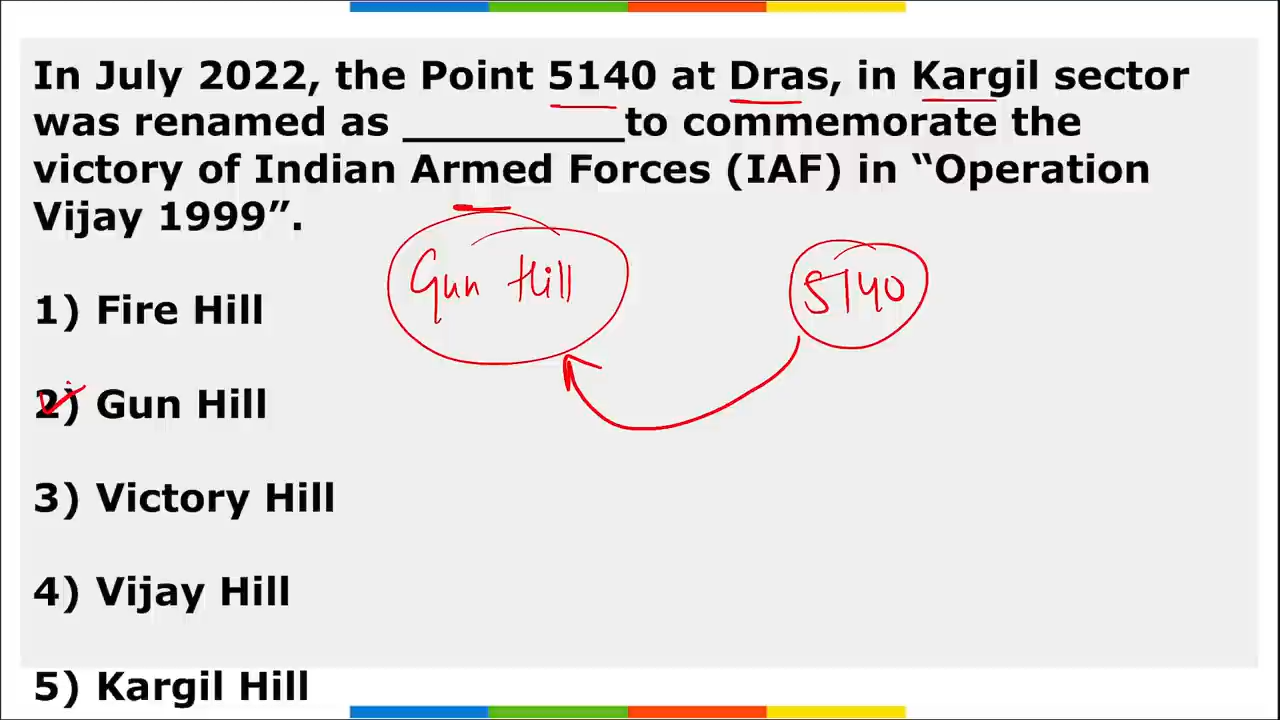 In July 2022, the Point 5140 at Dras, in Kargil sector
was renamed as __________to commemorate the
victory of Indian Armed Forces (IAF) in “Operation
Vijay 1999”.
Gun Hill
5140
1) Fire Hill
2) Gun Hill
3) Victory Hill
4) Vijay Hill
5) Kargil Hill